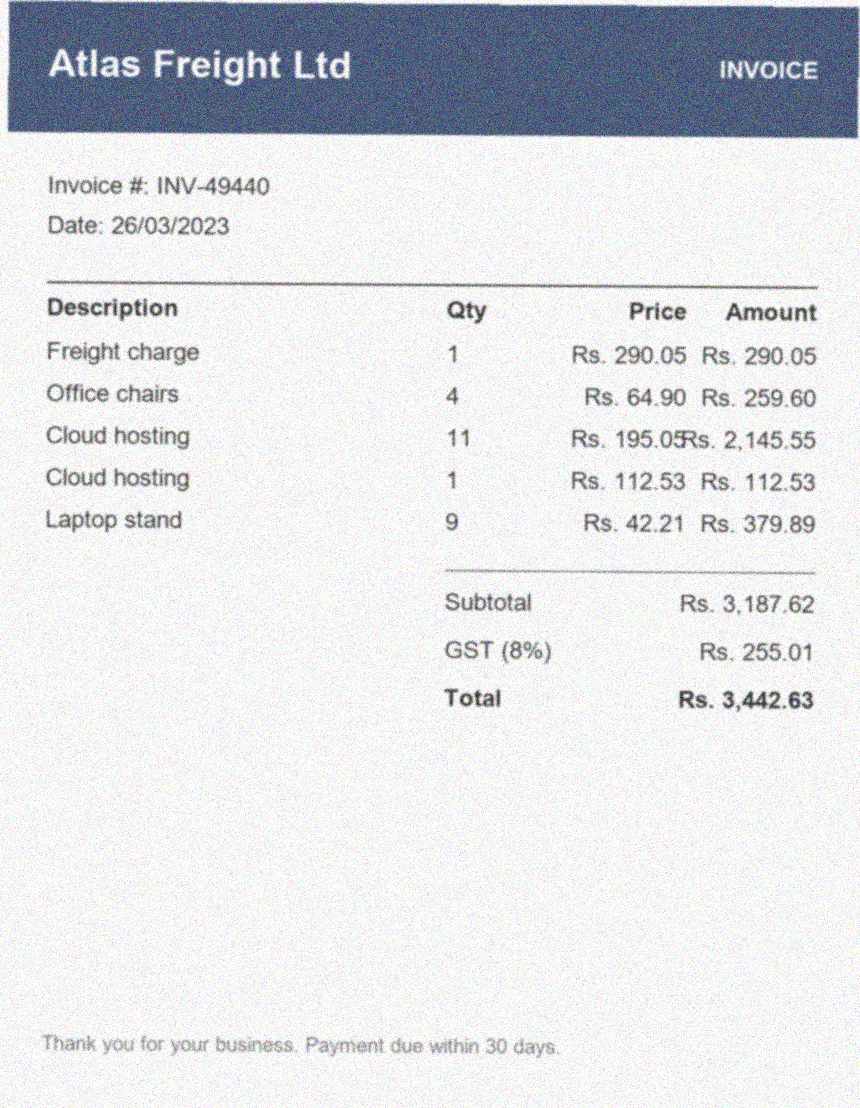 Atlas Freight Ltd INVOICE
Invoice #: INV-49440
Date: 26/03/2023
Description Qty Price Amount
Freight charge 1 Rs. 290.05 Rs. 290.05
Office chairs 4 Rs. 64.90 Rs. 259.60
Cloud hosting 11 Rs. 195.05 Rs. 2,145.55
Cloud hosting 1 Rs. 112.53 Rs. 112.53
Laptop stand 9 Rs. 42.21 Rs. 379.89
Subtotal Rs. 3,187.62
GST (8%) Rs. 255.01
Total Rs. 3,442.63
Thank you for your business. Payment due within 30 days.